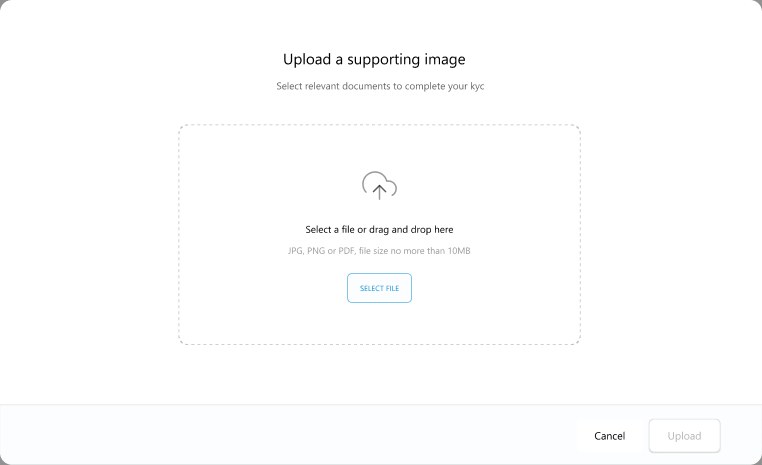 Upload a supporting image
Select relevant documents to complete your kyc
Select a file or drag and drop here
JPG, PNG or PDF, file size no more than 10MB
SELECT FILE
Cancel
Upload